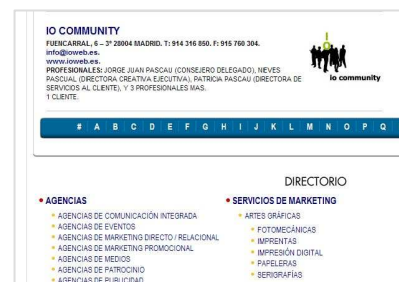 IO COMMUNITY
FUENCARRAL, 6 – 3º 28004 MADRID. T: 914 316 850. F: 915 760 304.
info@ioweb.es.
www.ioweb.es.
PROFESIONALES: JORGE JUAN PASCAU (CONSEJERO DELEGADO), NIEVES
PASCUAL, (DIRECTORA CREATIVA EJECUTIVA), PATRICIA PASCAU (DIRECTORA DE
SERVICIOS AL CLIENTE), Y 3 PROFESIONALES MAS.
1 CLIENTE.
io community
# A B C D E F G H I J K L M N O P Q
DIRECTORIO
AGENCIAS
AGENCIAS DE COMUNICACIÓN INTEGRADA
AGENCIAS DE EVENTOS
AGENCIAS DE MARKETING DIRECTO / RELACIONAL
AGENCIAS DE MARKETING PROMOCIONAL
AGENCIAS DE MEDIOS
AGENCIAS DE PATROCINIO
AGENCIAS DE PUBLICIDAD
SERVICIOS DE MARKETING
ARTES GRÁFICAS
FOTOMECÁNICAS
IMPRENTAS
IMPRESIÓN DIGITAL
PAPELERAS
SERIGRAFÍAS